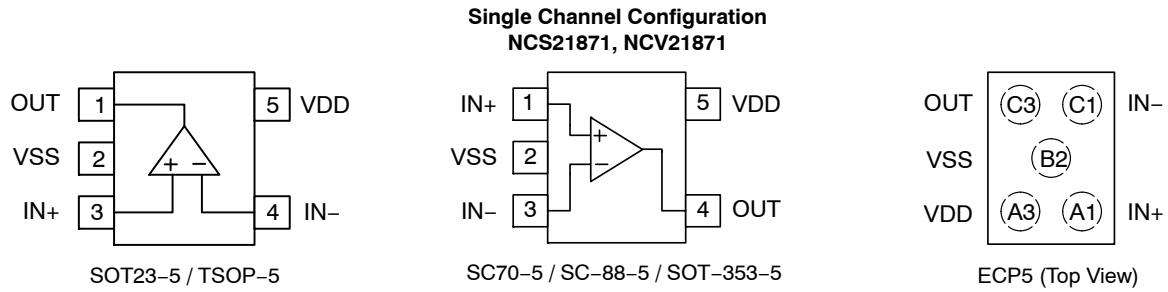 Single Channel Configuration
NCS21871, NCV21871
OUT 1 5 VDD
VSS 2
IN+ 3 4 IN−
+ −
SOT23−5 / TSOP−5
IN+ 1 5 VDD
+
VSS 2
−
IN− 3 4 OUT
SC70−5 / SC−88−5 / SOT−353−5
OUT C3 C1 IN−
VSS B2
VDD A3 A1 IN+
ECP5 (Top View)